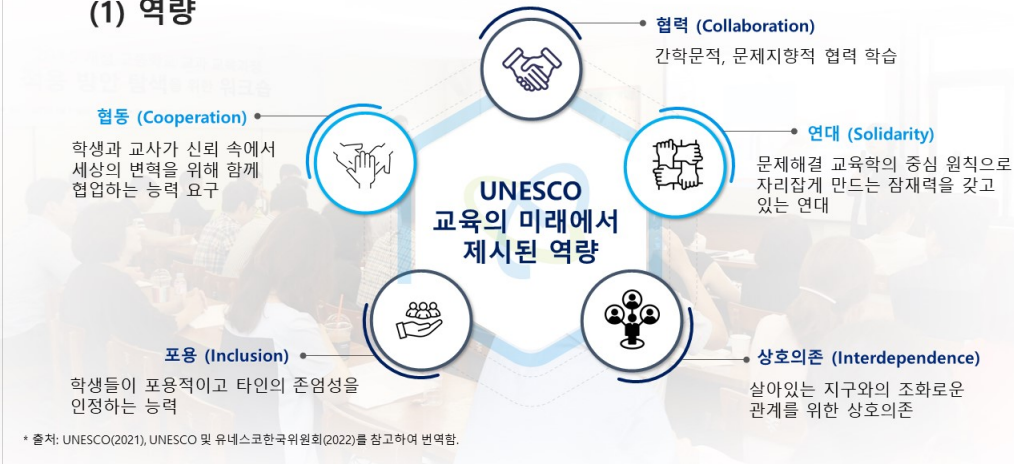 (1) 역량
협력 (Collaboration)
간학문적, 문제지향적 협력 학습
협동 (Cooperation)
학생과 교사가 신뢰 속에서
세상의 변혁을 위해 함께
협업하는 능력 요구
연대 (Solidarity)
문제해결 교육학의 중심 원칙으로
자리잡게 만드는 잠재력을 갖고
있는 연대
UNESCO
교육의 미래에서
제시된 역량
포용 (Inclusion)
학생들이 포용적이고 타인의 존엄성을
인정하는 능력
상호의존 (Interdependence)
살아있는 지구와의 조화로운
관계를 위한 상호의존
* 출처: UNESCO(2021), UNESCO 및 유네스코한국위원회(2022)를 참고하여 번역함.